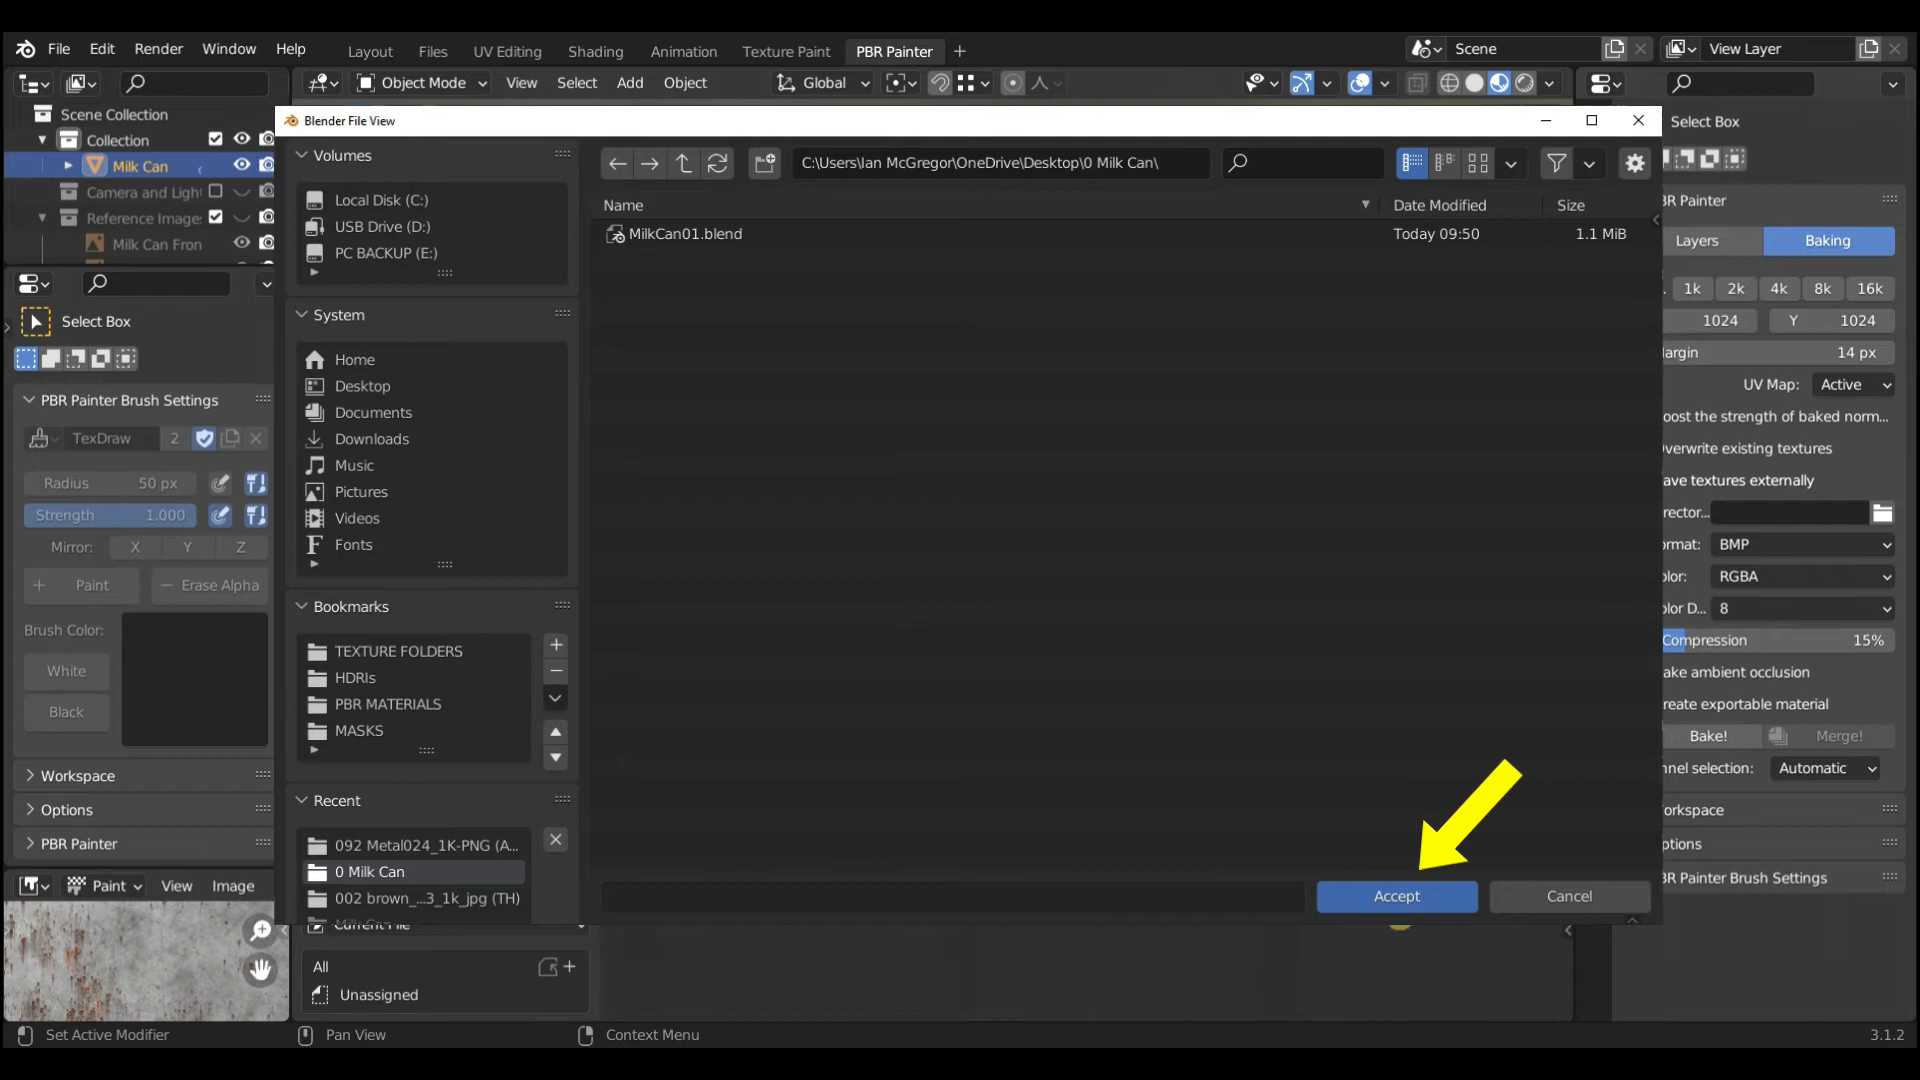 File Edit Render Window Help
Layout Files UV Editing Shading Animation Texture Paint PBR Painter +
Scene
View Layer
Object Mode View Select Add Object
Global
Scene Collection
Collection
Milk Can
Camera and Light
Reference Image
Milk Can Fron
Select Box
PBR Painter Brush Settings
TexDraw 2
Radius 50 px
Strength 1.000
Mirror: X Y Z
+ Paint
− Erase Alpha
Brush Color:
White
Black
Workspace
Options
PBR Painter
Paint View Image
Blender File View
Volumes
Local Disk (C:)
USB Drive (D:)
PC BACKUP (E:)
System
Home
Desktop
Documents
Downloads
Music
Pictures
Videos
Fonts
Bookmarks
TEXTURE FOLDERS
HDRIs
PBR MATERIALS
MASKS
Recent
092 Metal024_1K-PNG (A...
0 Milk Can
002 brown_...3_1k_jpg (TH)
C:\Users\Ian McGregor\OneDrive\Desktop\0 Milk Can\
Name Date Modified Size
MilkCan01.blend Today 09:50 1.1 MiB
Accept
Cancel
Current File
All
Unassigned
Select Box
BR Painter
Layers Baking
1k 2k 4k 8k 16k
1024 Y 1024
argin 14 px
UV Map: Active
oost the strength of baked norm...
verwrite existing textures
ave textures externally
rector...
ormat: BMP
olor: RGBA
olor D... 8
Compression 15%
ake ambient occlusion
reate exportable material
Bake! Merge!
nnel selection: Automatic
orkspace
ptions
BR Painter Brush Settings
Set Active Modifier
Pan View
Context Menu
3.1.2